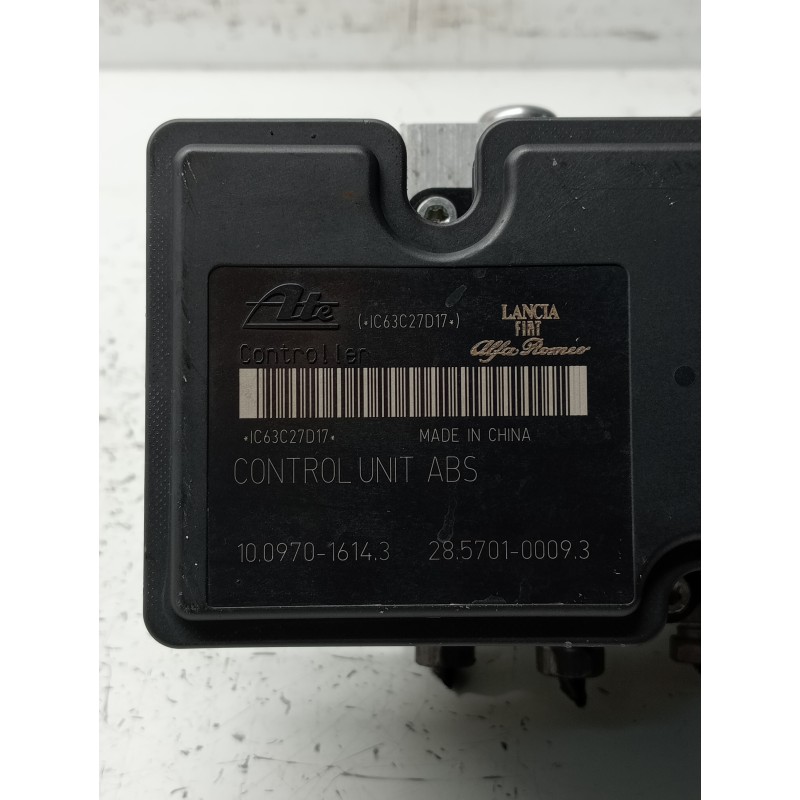 Ate (*IC63C27D17*) LANCIA
FIAT
Controller Alfa Romeo
*IC63C27D17* MADE IN CHINA
CONTROL UNIT ABS
10.0970-1614.3 28.5701-0009.3